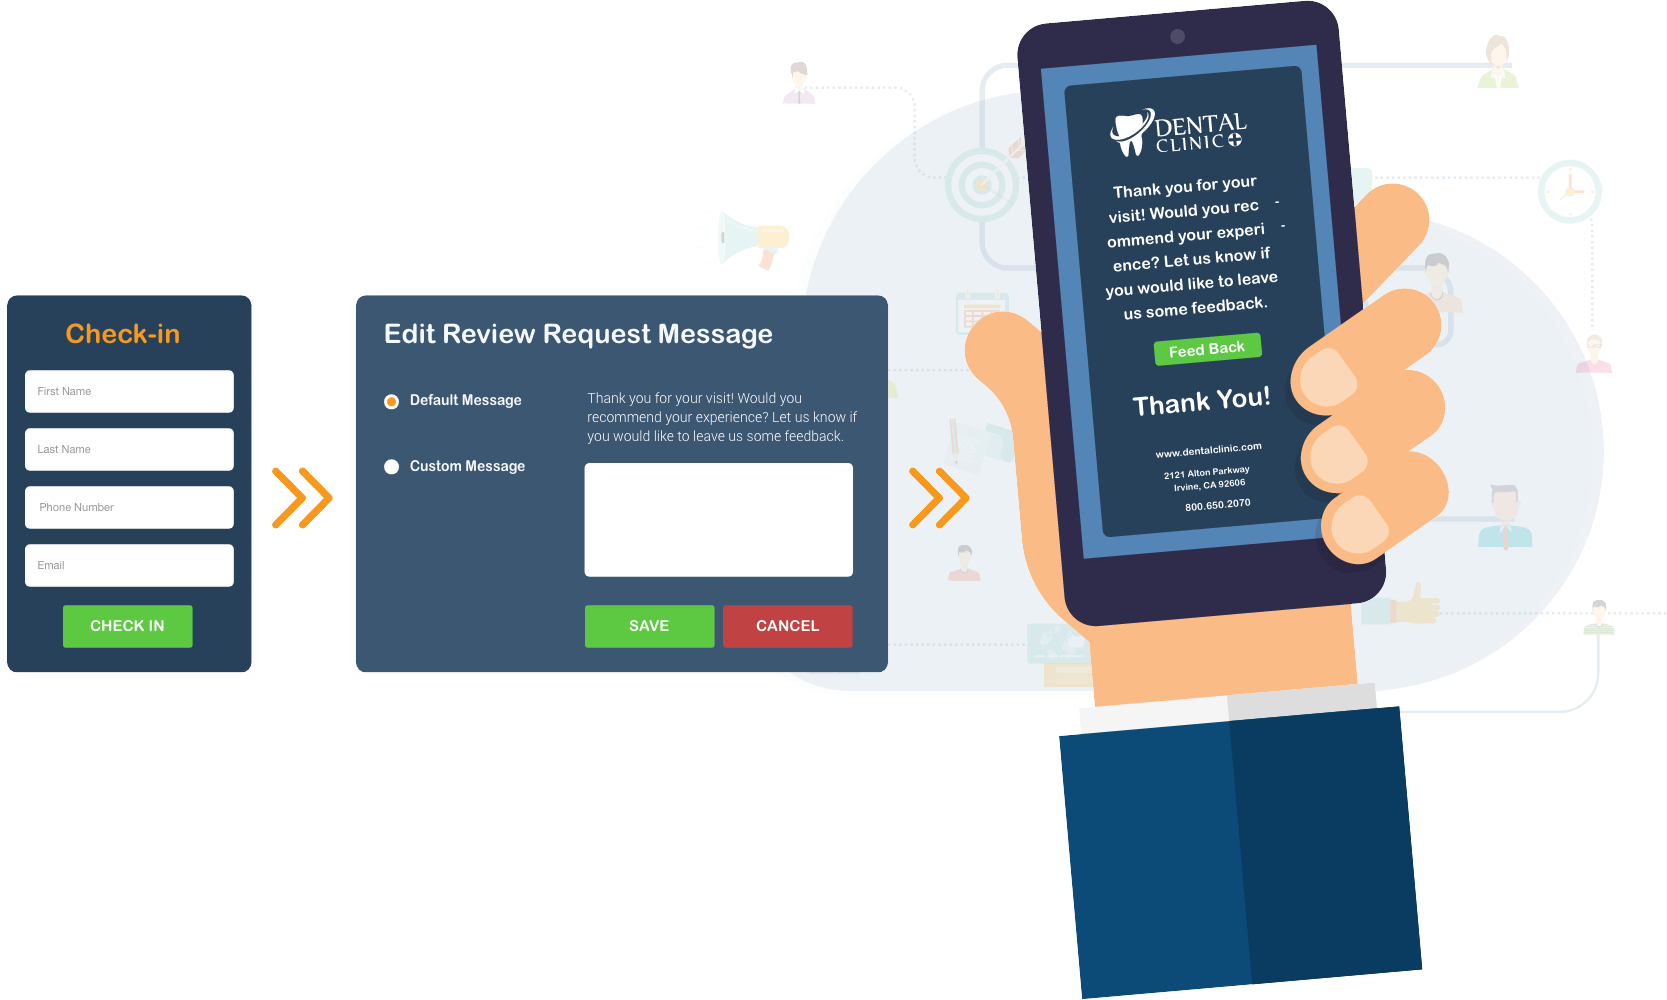 Check-in
First Name
Last Name
Phone Number
Email
CHECK IN
Edit Review Request Message
Default Message
Thank you for your visit! Would you
recommend your experience? Let us know if
you would like to leave us some feedback.
Custom Message
SAVE
CANCEL
DENTAL
CLINIC
Thank you for your
visit! Would you rec -
ommend your experi -
ence? Let us know if
you would like to leave
us some feedback.
Feed Back
Thank You!
www.dentalclinic.com
2121 Alton Parkway
Irvine, CA 92606
800.650.2070